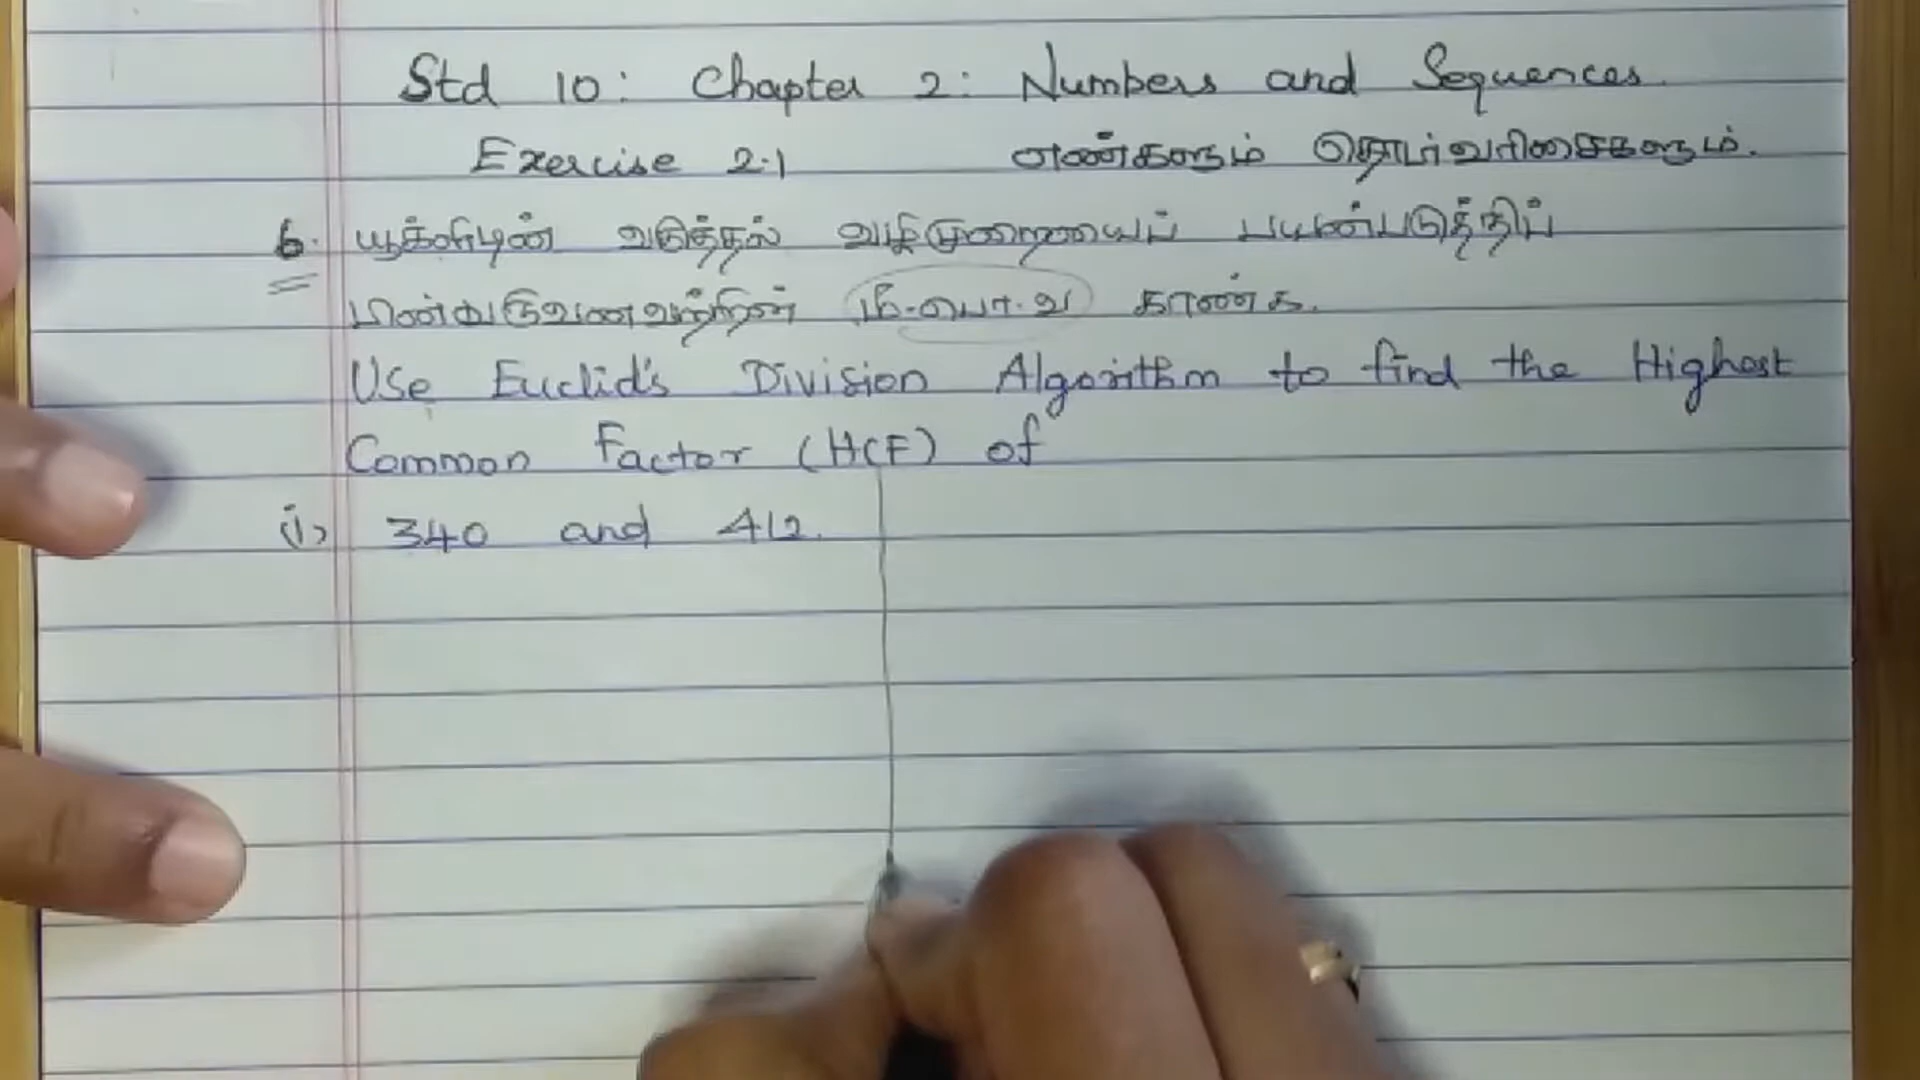 Std 10: Chapter 2: Numbers and Sequences.
Exercise 2.1 எண்களும் தொடர்வரிசைகளும்.
6. யூக்ளிடின் வகுத்தல் வழிமுறையைப் பயன்படுத்திப்
பின்வருவனவற்றின் மீ.பொ.வ காண்க.
Use Euclid's Division Algorithm to find the Highest
Common Factor (HCF) of
(i) 340 and 412.